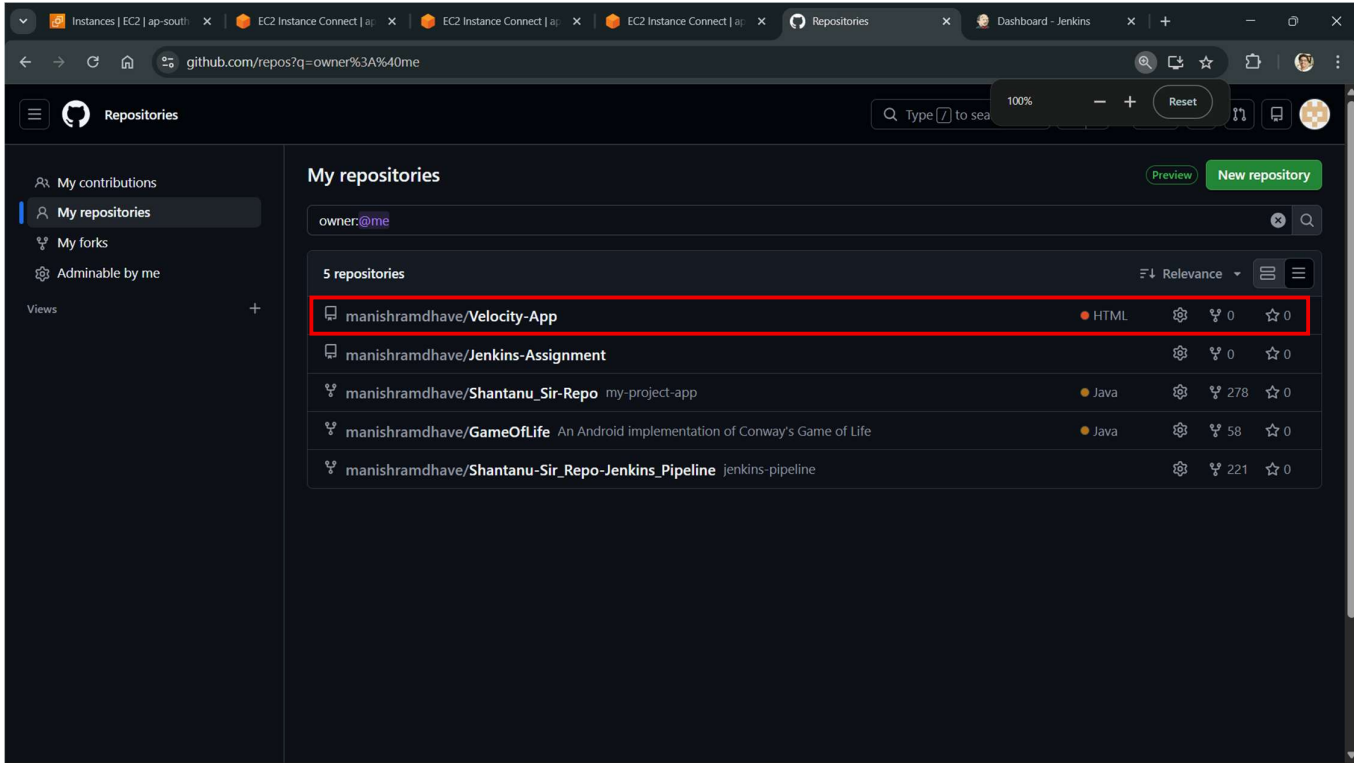 Instances | EC2 | ap-south
EC2 Instance Connect | ap
EC2 Instance Connect | ap
EC2 Instance Connect | ap
Repositories
Dashboard - Jenkins
github.com/repos?q=owner%3A%40me
100%
Reset
Repositories
Type / to sea
My contributions
My repositories
My forks
Adminable by me
Views
My repositories
Preview
New repository
owner:@me
5 repositories
Relevance
manishramdhave/Velocity-App HTML 0 0
manishramdhave/Jenkins-Assignment 0 0
manishramdhave/Shantanu_Sir-Repo my-project-app Java 278 0
manishramdhave/GameOfLife An Android implementation of Conway's Game of Life Java 58 0
manishramdhave/Shantanu-Sir_Repo-Jenkins_Pipeline jenkins-pipeline 221 0